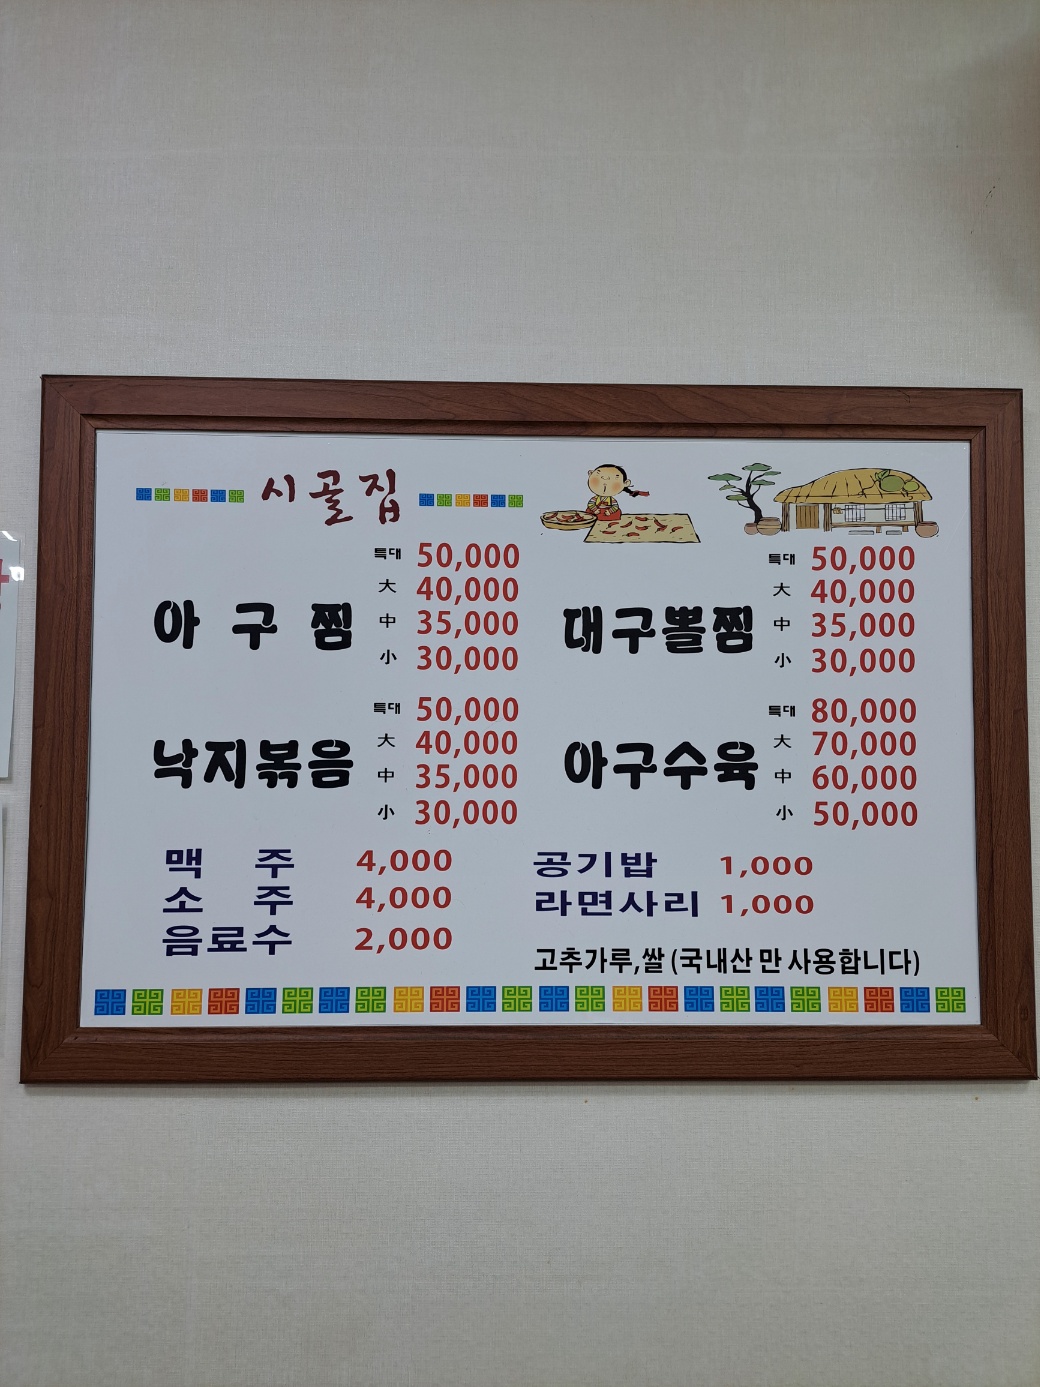 시골집
아구찜
특대 50,000
大 40,000
中 35,000
小 30,000
대구뽈찜
특대 50,000
大 40,000
中 35,000
小 30,000
낙지볶음
특대 50,000
大 40,000
中 35,000
小 30,000
아구수육
특대 80,000
大 70,000
中 60,000
小 50,000
맥주 4,000
소주 4,000
음료수 2,000
공기밥 1,000
라면사리 1,000
고추가루,쌀 (국내산 만 사용합니다)